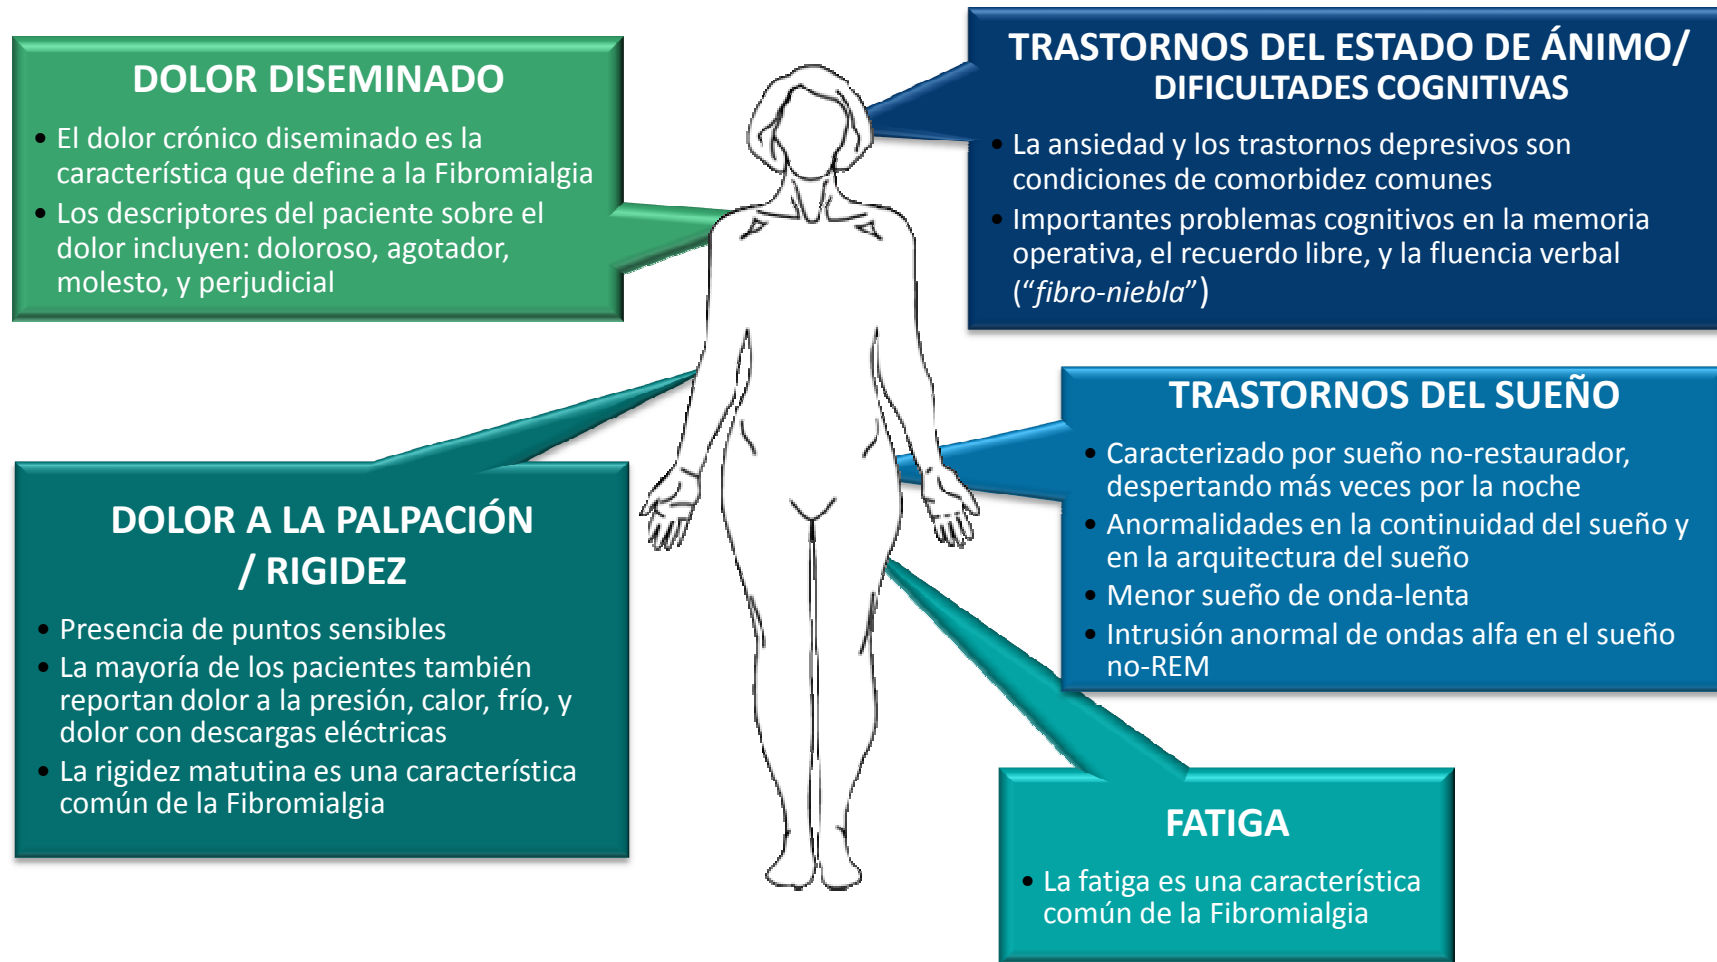 DOLOR DISEMINADO
• El dolor crónico diseminado es la
característica que define a la Fibromialgia
• Los descriptores del paciente sobre el
dolor incluyen: doloroso, agotador,
molesto, y perjudicial
TRASTORNOS DEL ESTADO DE ÁNIMO/
DIFICULTADES COGNITIVAS
• La ansiedad y los trastornos depresivos son
condiciones de comorbidez comunes
• Importantes problemas cognitivos en la memoria
operativa, el recuerdo libre, y la fluencia verbal
(“fibro-niebla”)
DOLOR A LA PALPACIÓN
/ RIGIDEZ
• Presencia de puntos sensibles
• La mayoría de los pacientes también
reportan dolor a la presión, calor, frío, y
dolor con descargas eléctricas
• La rigidez matutina es una característica
común de la Fibromialgia
TRASTORNOS DEL SUEÑO
• Caracterizado por sueño no-restaurador,
despertando más veces por la noche
• Anormalidades en la continuidad del sueño y
en la arquitectura del sueño
• Menor sueño de onda-lenta
• Intrusión anormal de ondas alfa en el sueño
no-REM
FATIGA
• La fatiga es una característica
común de la Fibromialgia